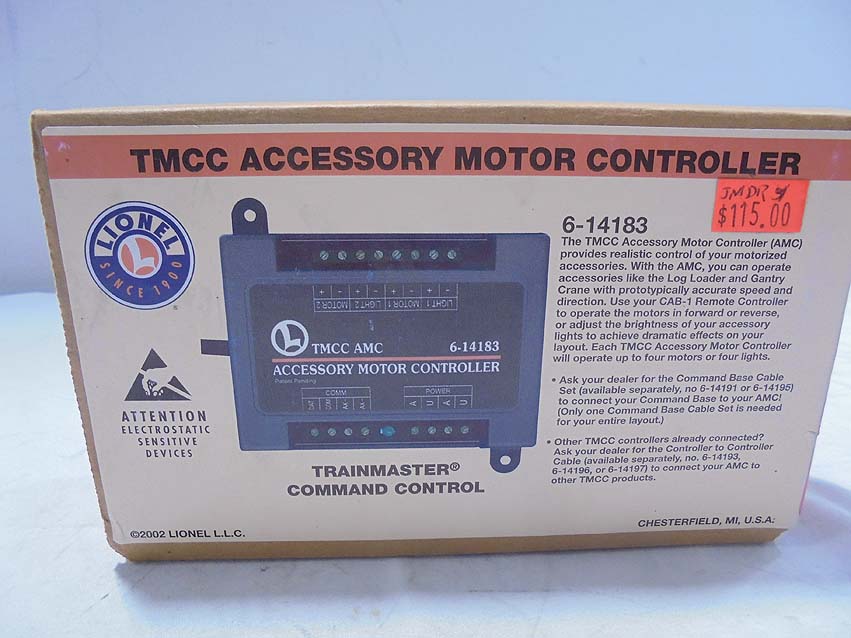 TMCC ACCESSORY MOTOR CONTROLLER
JMDR
$115.00
LIONEL
SINCE 1900
6-14183
The TMCC Accessory Motor Controller (AMC)
provides realistic control of your motorized
accessories. With the AMC, you can operate
accessories like the Log Loader and Gantry
Crane with prototypically accurate speed and
direction. Use your CAB-1 Remote Controller
to operate the motors in forward or reverse,
or adjust the brightness of your accessory
lights to achieve dramatic effects on your
layout. Each TMCC Accessory Motor Controller
will operate up to four motors or four lights.
• Ask your dealer for the Command Base Cable
Set (available separately, no 6-14191 or 6-14195)
to connect your Command Base to your AMC!
(Only one Command Base Cable Set is needed
for your entire layout.)
• Other TMCC controllers already connected?
Ask your dealer for the Controller to Controller
Cable (available separately, no. 6-14193,
6-14196, or 6-14197) to connect your AMC to
other TMCC products.
+ - + - + - + -
MOTOR 2 LIGHT 2 MOTOR 1 LIGHT 1
L
TMCC AMC 6-14183
ACCESSORY MOTOR CONTROLLER
Patent Pending
COMM POWER
DAT COM AA- AA+ A U A U
ATTENTION
ELECTROSTATIC
SENSITIVE
DEVICES
TRAINMASTER®
COMMAND CONTROL
©2002 LIONEL L.L.C.
CHESTERFIELD, MI, U.S.A.